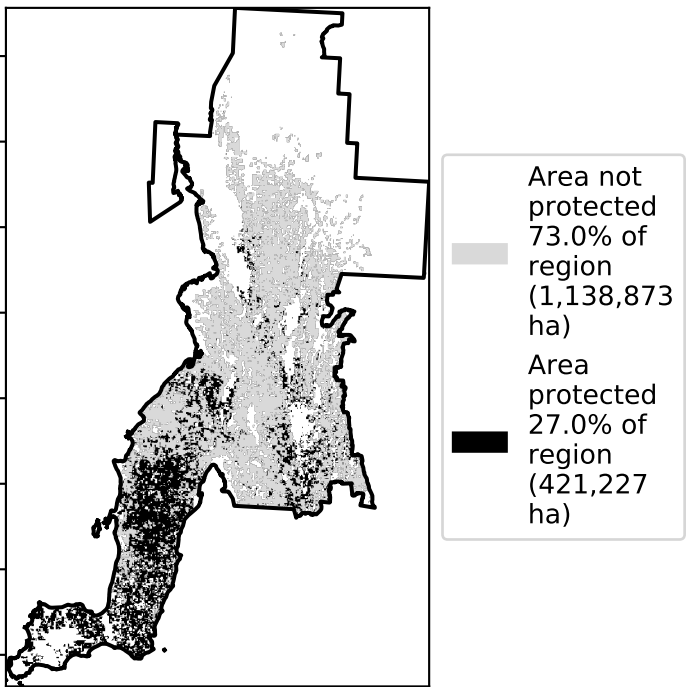 Area not
protected
73.0% of
region
(1,138,873
ha)
Area
protected
27.0% of
region
(421,227
ha)